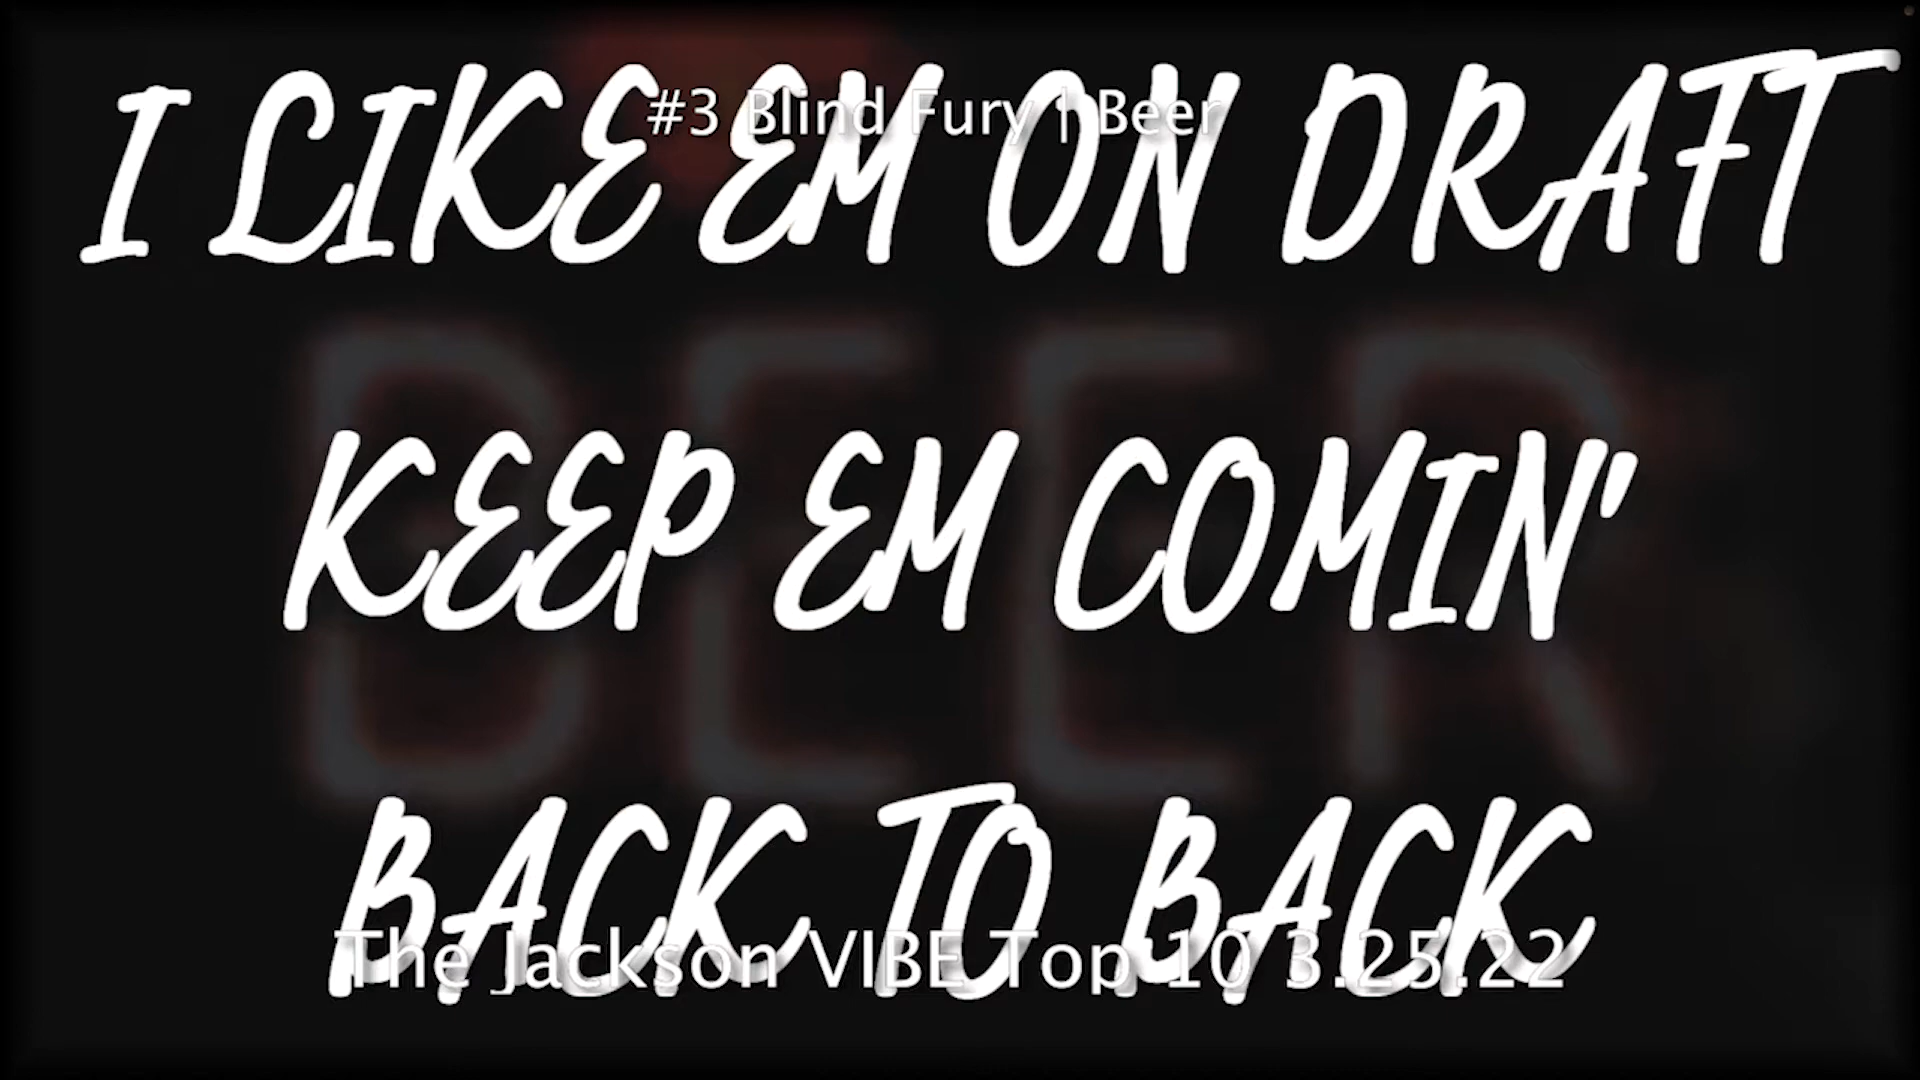 I LIKE EM ON DRAFT
#3 Blind Fury | Beer
BEER
KEEP EM COMIN'
BACK TO BACK
The Jackson VIBE Top 10 3.25.22